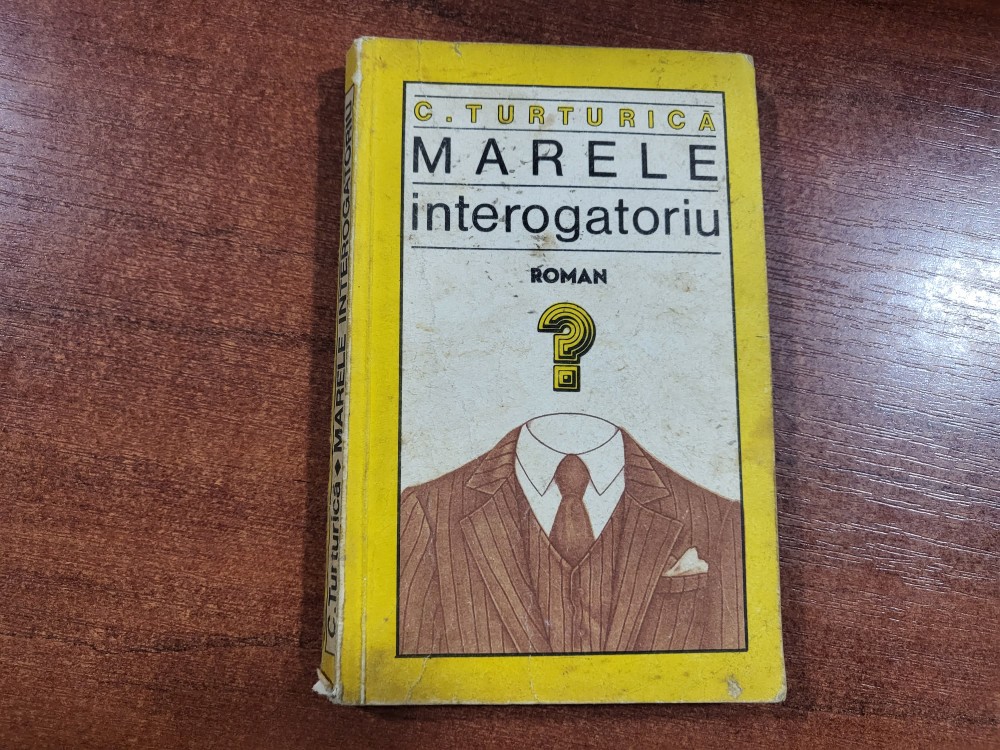 C. TURTURICĂ
MARELE
interogatoriu
ROMAN
?
C. Turturică ♦ MARELE INTEROGATORIU